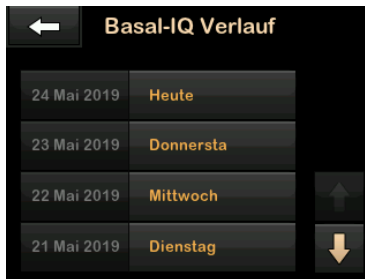 Basal-IQ Verlauf
24 Mai 2019 Heute
23 Mai 2019 Donnersta
22 Mai 2019 Mittwoch
21 Mai 2019 Dienstag